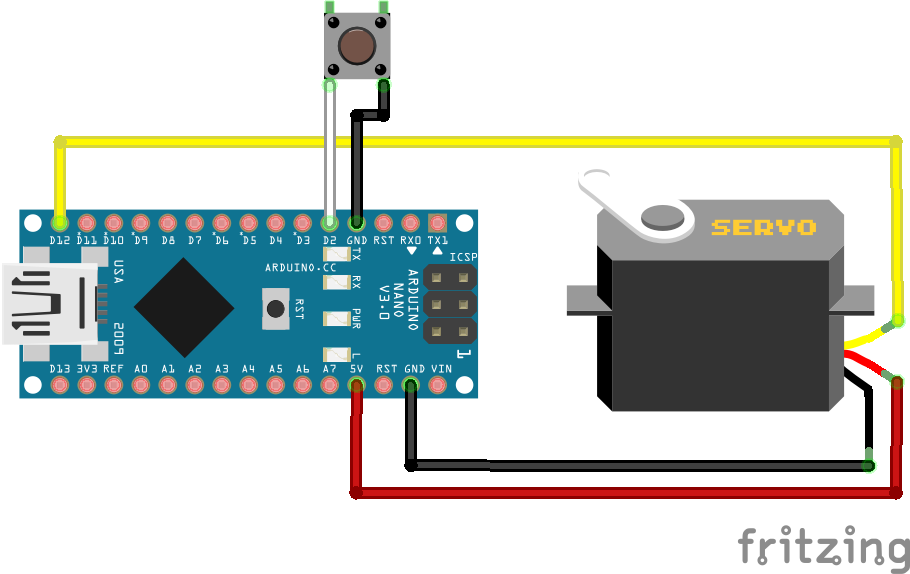 SERVO
D12 D11 D10 D9 D8 D7 D6 D5 D4 D3 D2 GND RST RX0 TX1
TX
ICSP
USA
ARDUINO.CC
RX
ARDUINO
NANO
V3.0
RST
PWR
2009
L
1
D13 3V3 REF A0 A1 A2 A3 A4 A5 A6 A7 5V RST GND VIN
fritzing